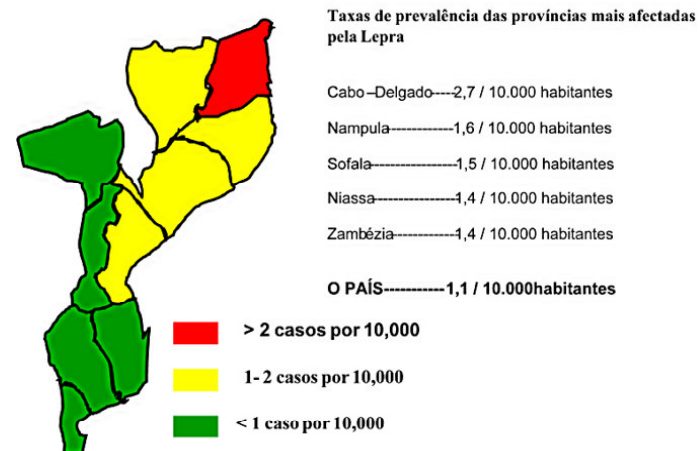 Taxas de prevalência das províncias mais afectadas
pela Lepra
Cabo–Delgado----2,7 / 10.000 habitantes
Nampula-------------1,6 / 10.000 habitantes
Sofala-----------------1,5 / 10.000 habitantes
Niassa----------------1,4 / 10.000 habitantes
Zambézia------------1,4 / 10.000 habitantes
O PAÍS-----------1,1 / 10.000habitantes
> 2 casos por 10,000
1- 2 casos por 10,000
< 1 caso por 10,000